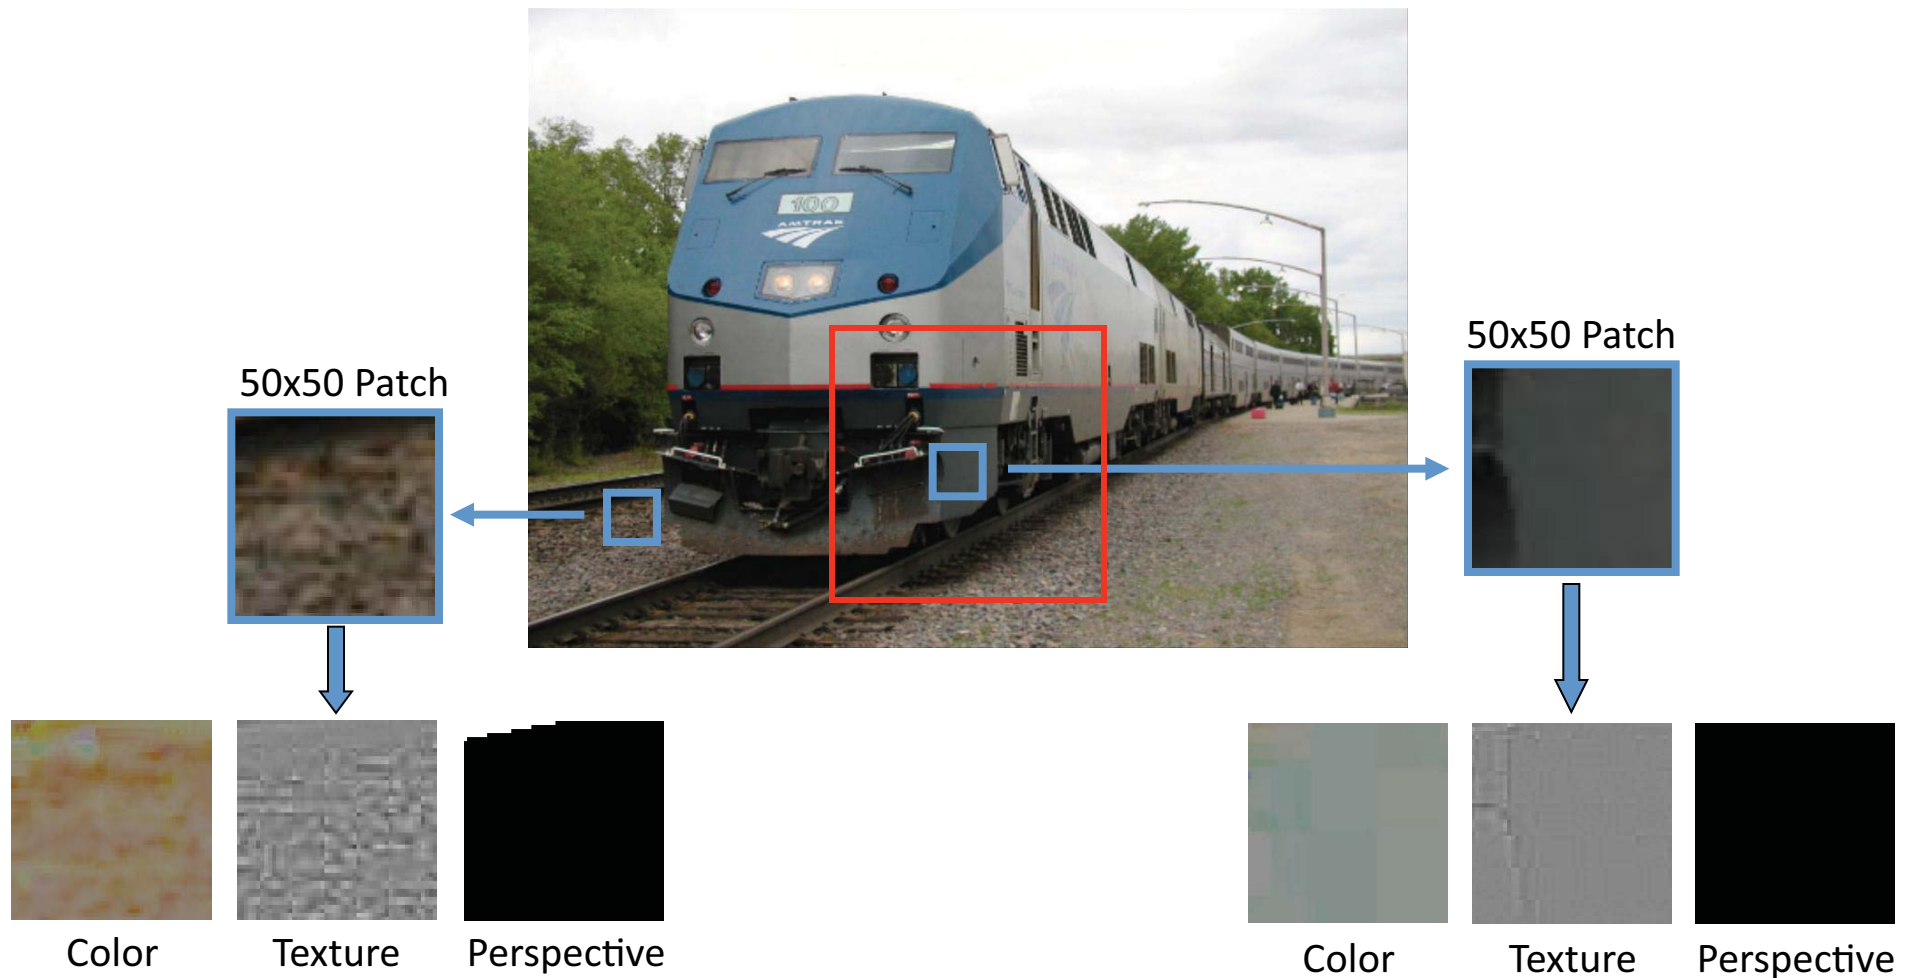 100
AMTRAK
50x50 Patch
50x50 Patch
Color
Texture
Perspective
Color
Texture
Perspective